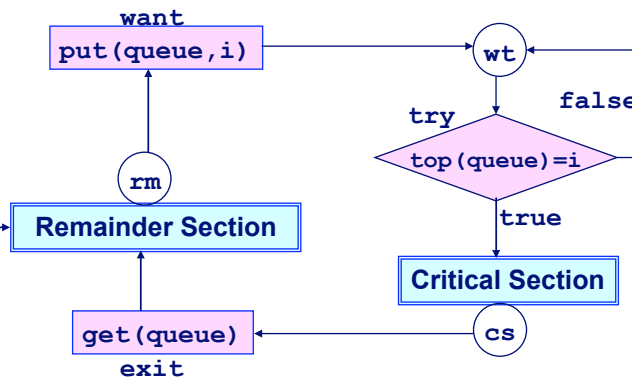 want
put(queue,i)
wt
try
false
top(queue)=i
rm
true
Remainder Section
Critical Section
get(queue)
cs
exit